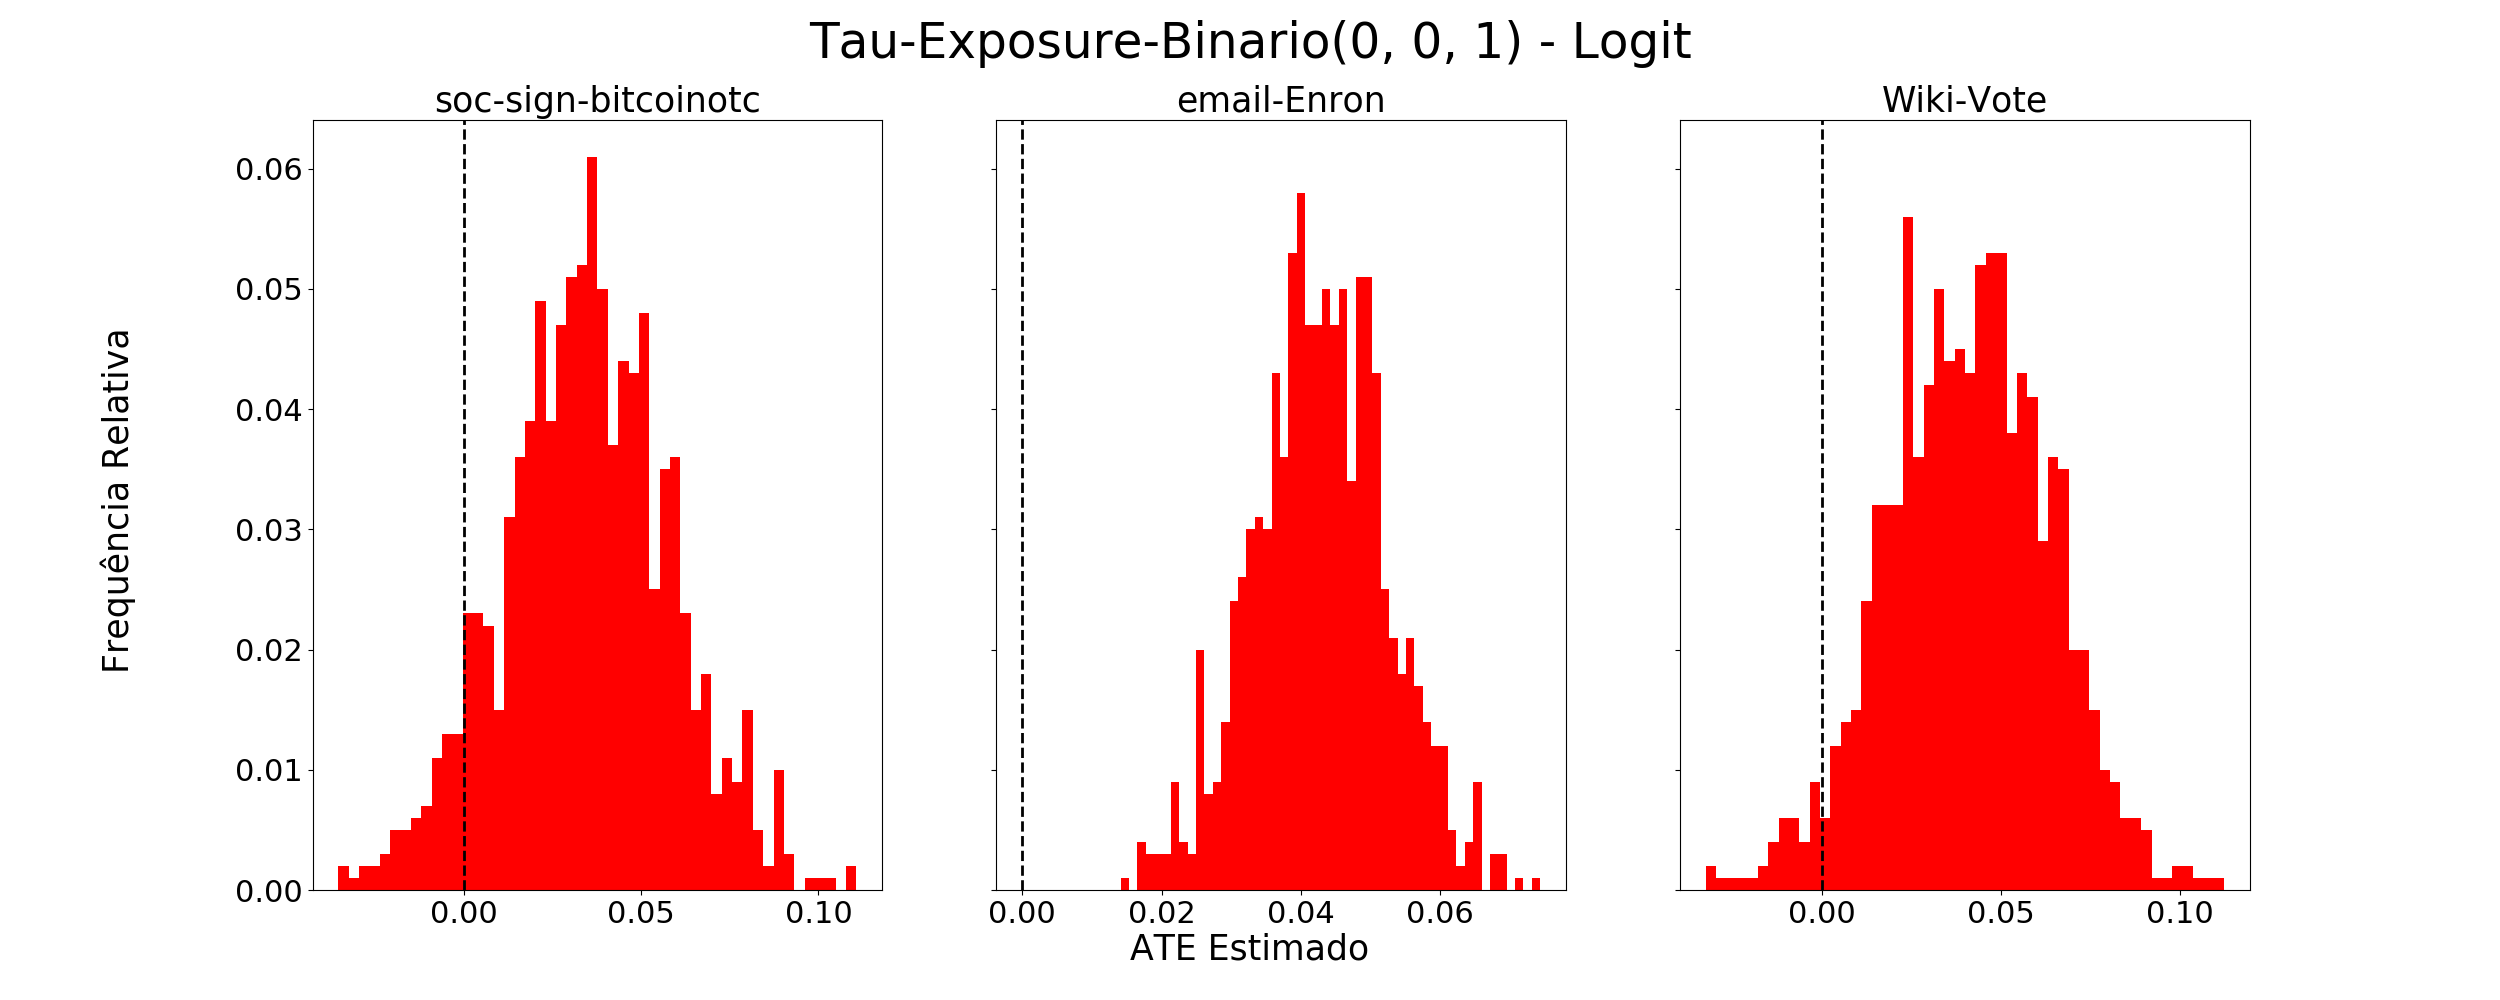 Tau-Exposure-Binario(0, 0, 1) - Logit
soc-sign-bitcoinotc
email-Enron
Wiki-Vote
Frequência Relativa
0.06
0.05
0.04
0.03
0.02
0.01
0.00
0.00 0.05 0.10
0.00 0.02 0.04 0.06
0.00 0.05 0.10
ATE Estimado